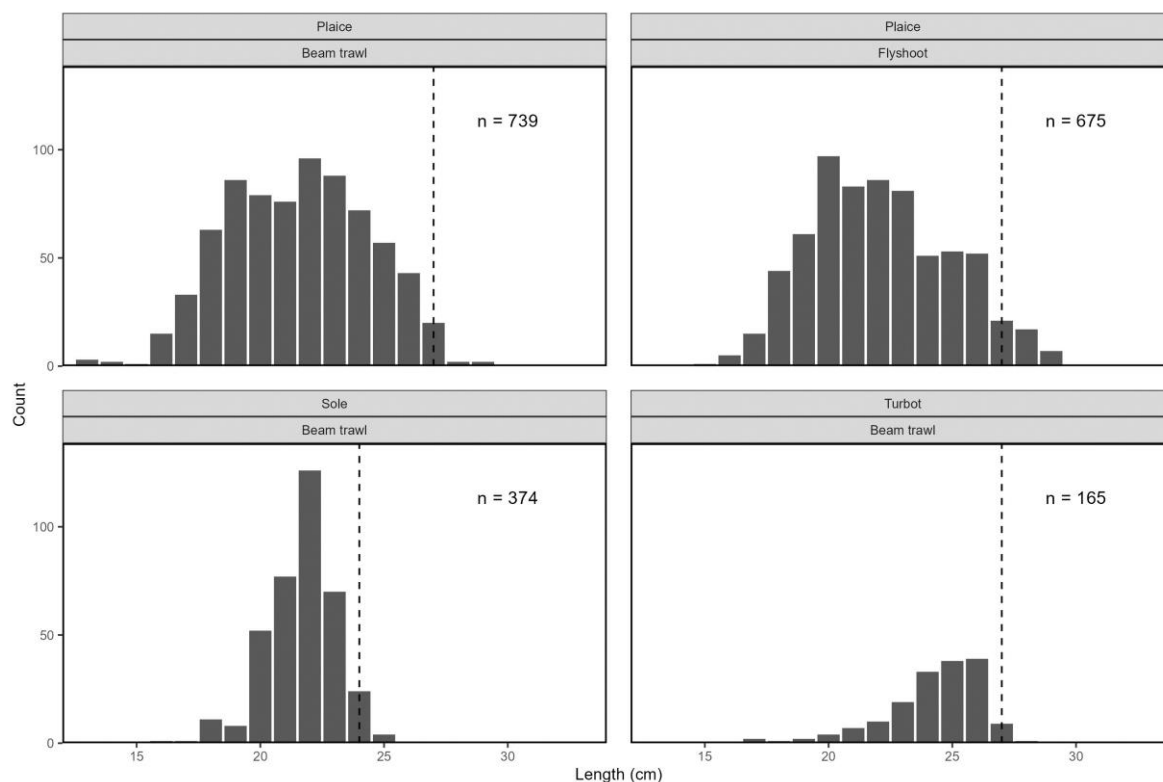 Plaice
Beam trawl
n = 739
Plaice
Flyshoot
n = 675
100
50
0
Sole
Beam trawl
n = 374
Turbot
Beam trawl
n = 165
100
50
0
15
20
25
30
15
20
25
30
Count
Length (cm)